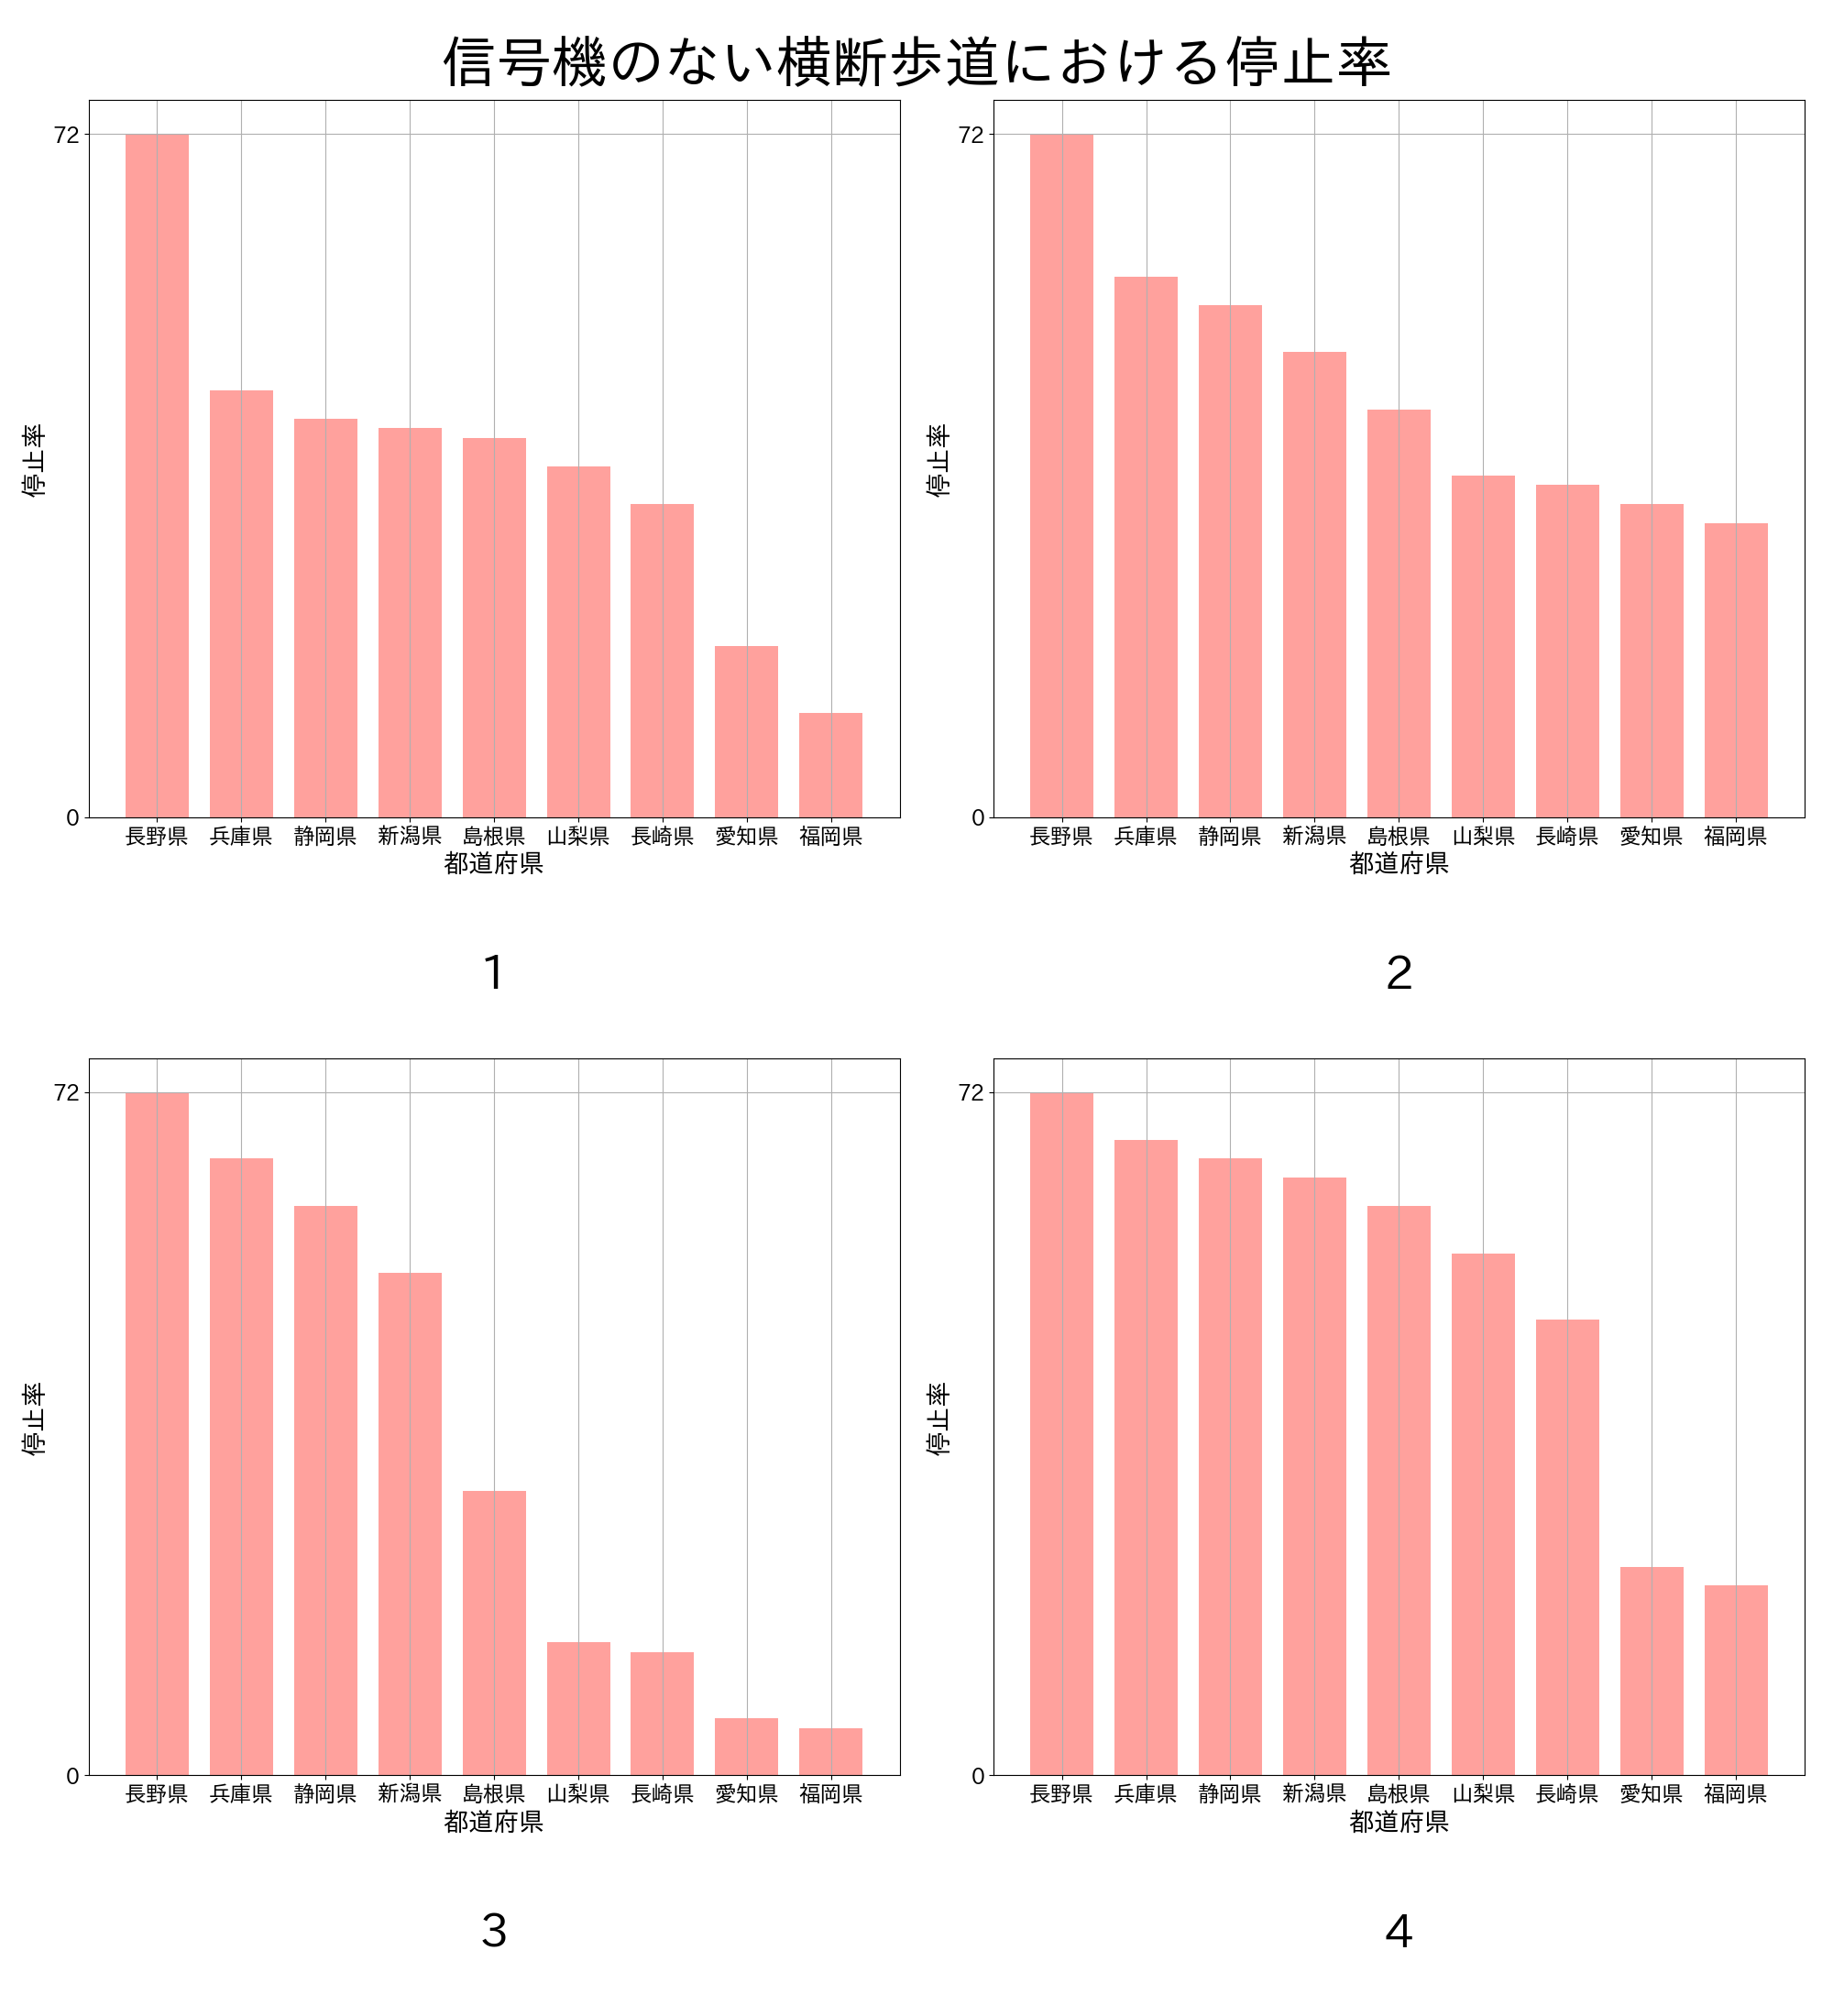 信号機のない横断歩道における停止率
72
0
停止率
長野県 兵庫県 静岡県 新潟県 島根県 山梨県 長崎県 愛知県 福岡県
都道府県
1
72
0
停止率
長野県 兵庫県 静岡県 新潟県 島根県 山梨県 長崎県 愛知県 福岡県
都道府県
2
72
0
停止率
長野県 兵庫県 静岡県 新潟県 島根県 山梨県 長崎県 愛知県 福岡県
都道府県
3
72
0
停止率
長野県 兵庫県 静岡県 新潟県 島根県 山梨県 長崎県 愛知県 福岡県
都道府県
4